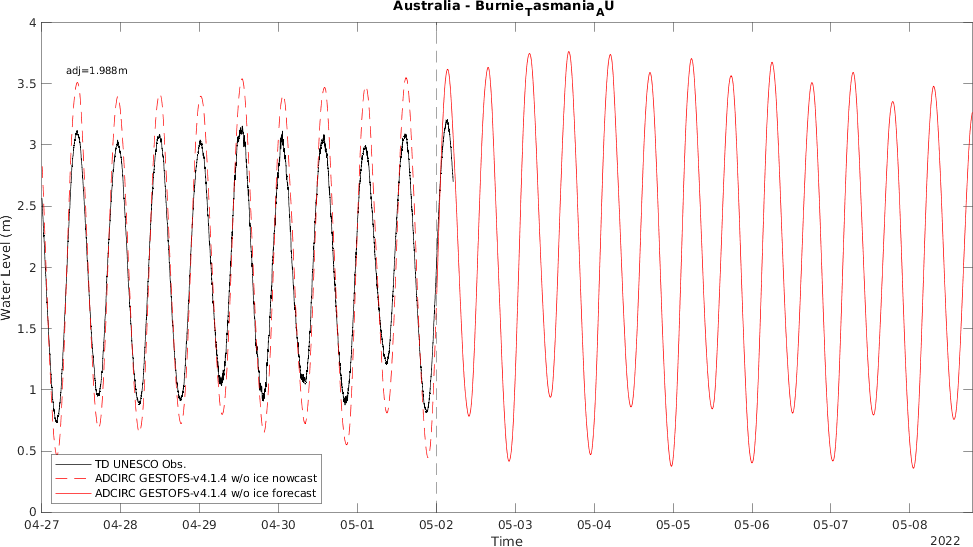 Australia - Burnie_Tasmania_AU
4
adj=1.988m
3.5
3
2.5
2
1.5
1
0.5
0
Water Level (m)
TD UNESCO Obs.
ADCIRC GESTOFS-v4.1.4 w/o ice nowcast
ADCIRC GESTOFS-v4.1.4 w/o ice forecast
04-27 04-28 04-29 04-30 05-01 05-02 05-03 05-04 05-05 05-06 05-07 05-08
Time
2022